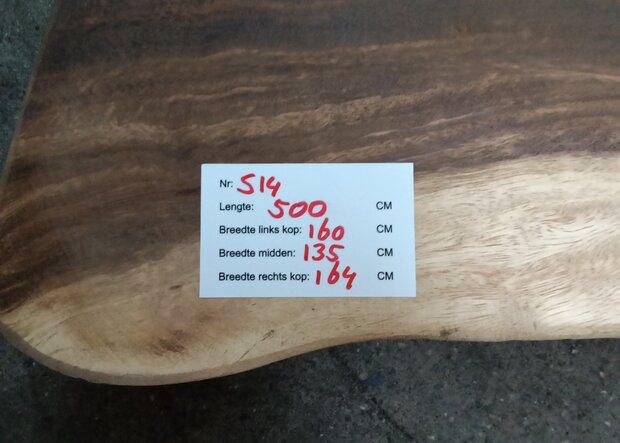 Nr: 514
Lengte: 500 CM
Breedte links kop: 160 CM
Breedte midden: 135 CM
Breedte rechts kop: 164 CM